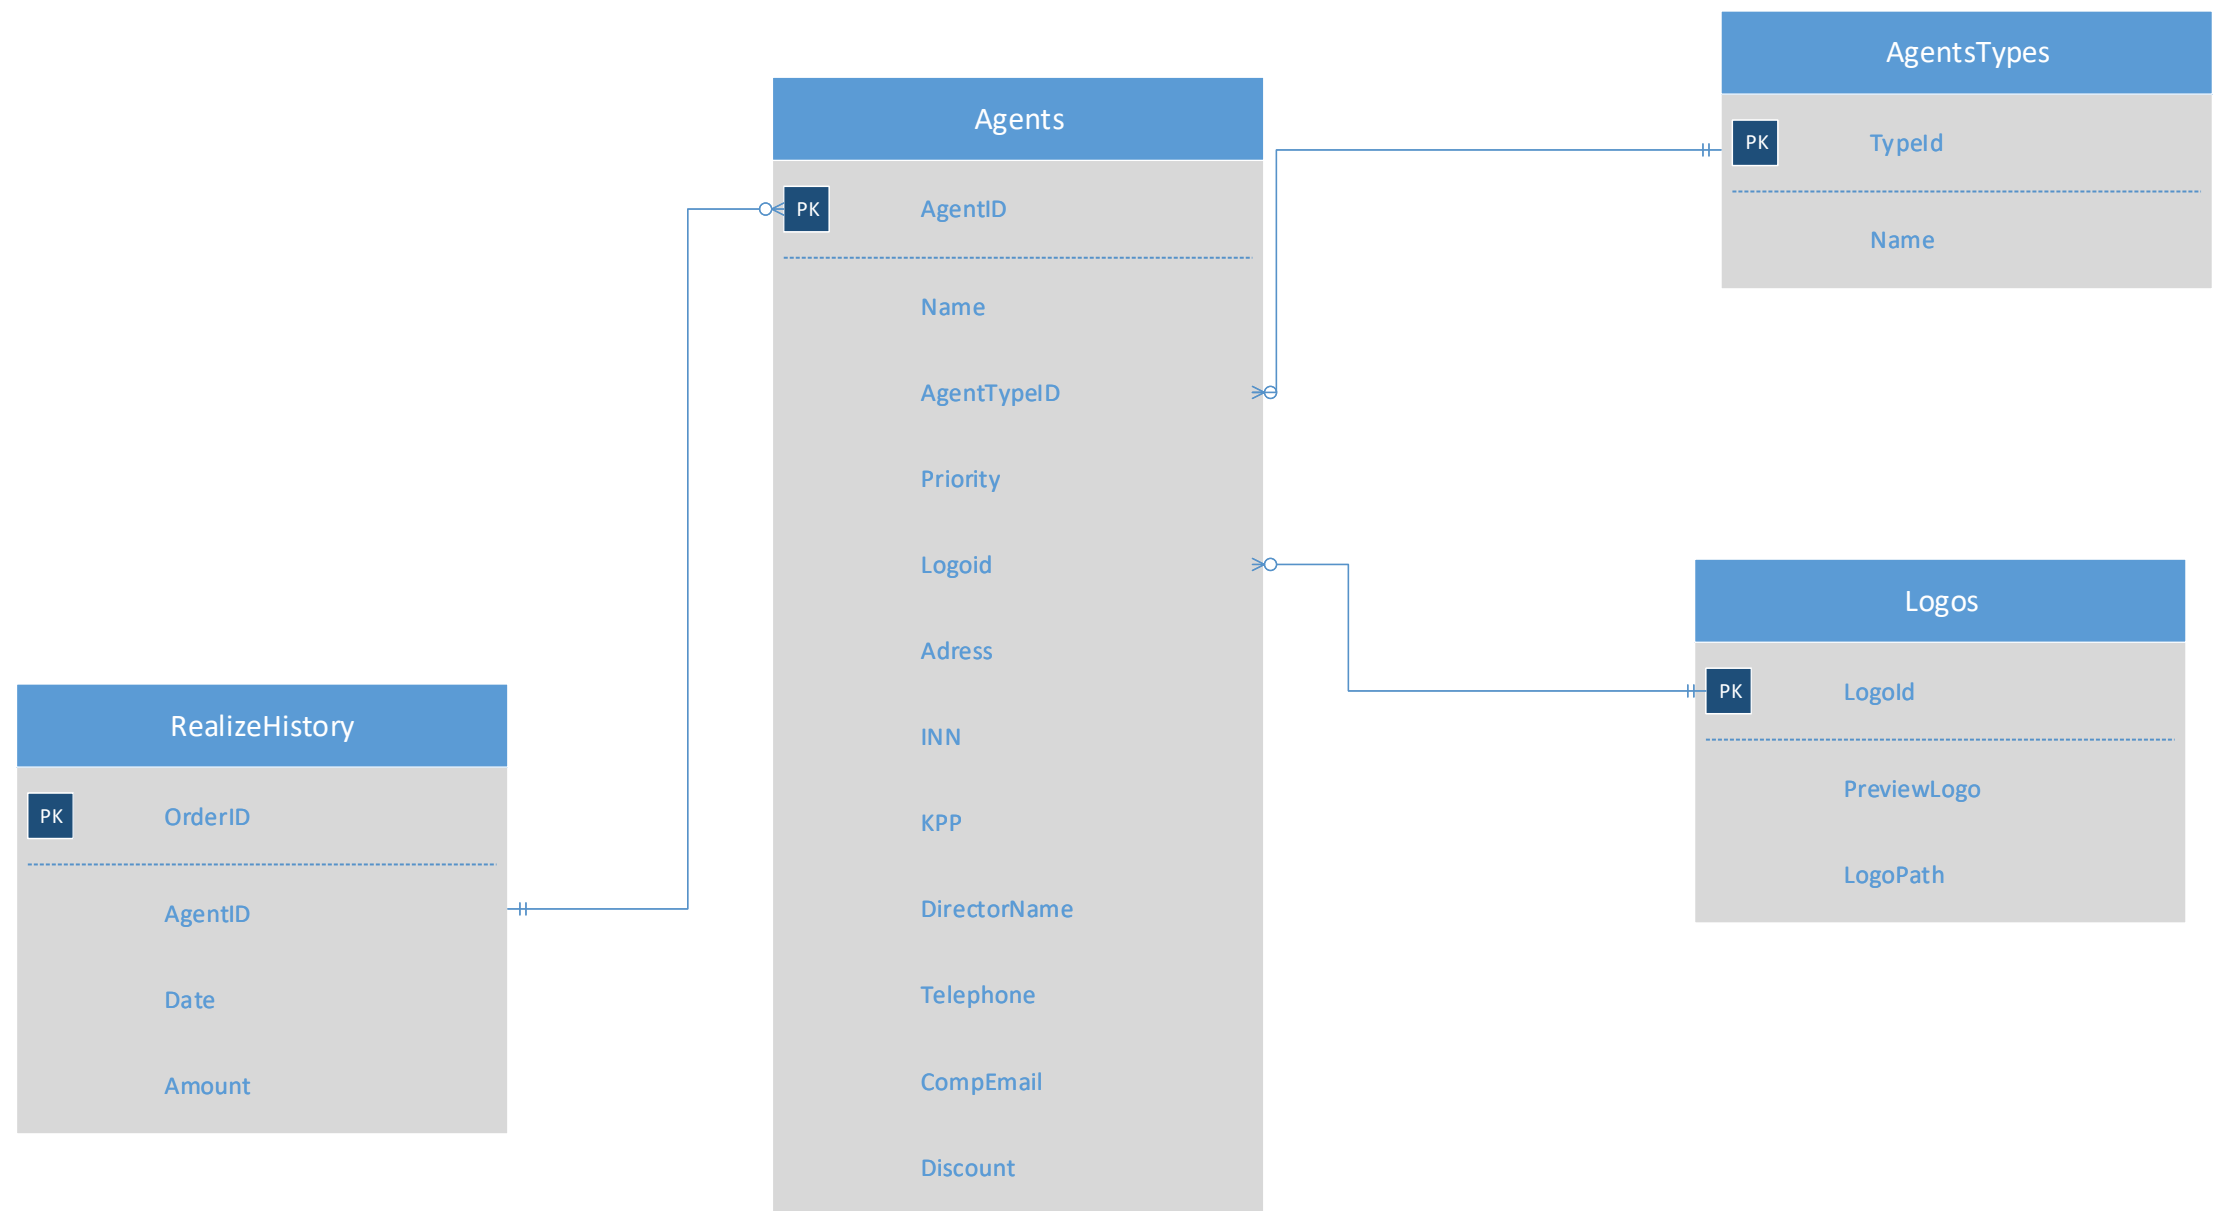 AgentsTypes
PK TypeId
Name
Agents
PK AgentID
Name
AgentTypeID
Priority
Logoid
Adress
INN
KPP
DirectorName
Telephone
CompEmail
Discount
Logos
PK LogoId
PreviewLogo
LogoPath
RealizeHistory
PK OrderID
AgentID
Date
Amount